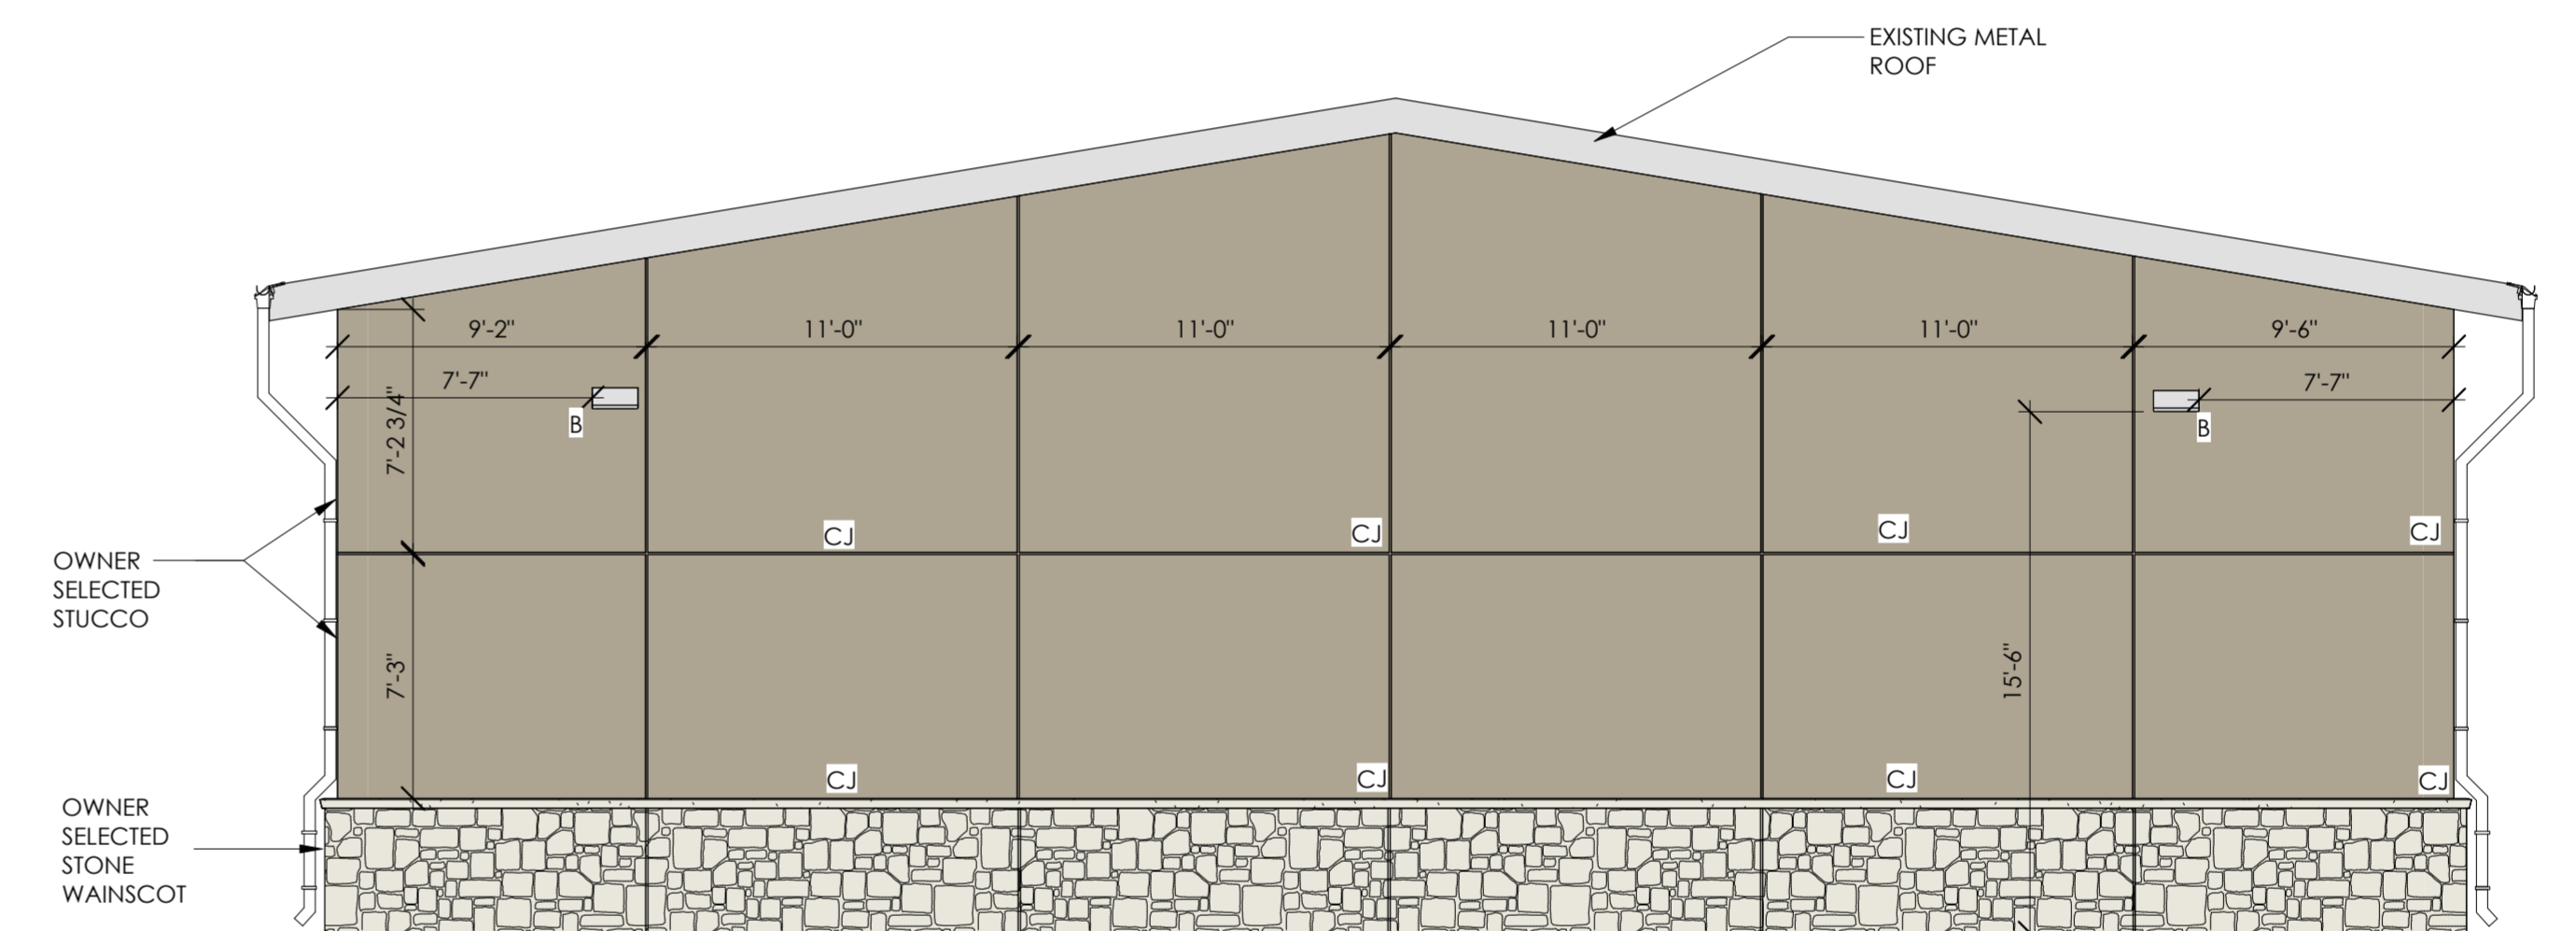 EXISTING METAL
ROOF
9'-2"
11'-0"
11'-0"
11'-0"
11'-0"
9'-6"
7'-7"
7'-7"
7'-2 3/4"
B
B
CJ
CJ
CJ
CJ
OWNER
SELECTED
STUCCO
7'-3"
15'-6"
CJ
CJ
CJ
CJ
OWNER
SELECTED
STONE
WAINSCOT